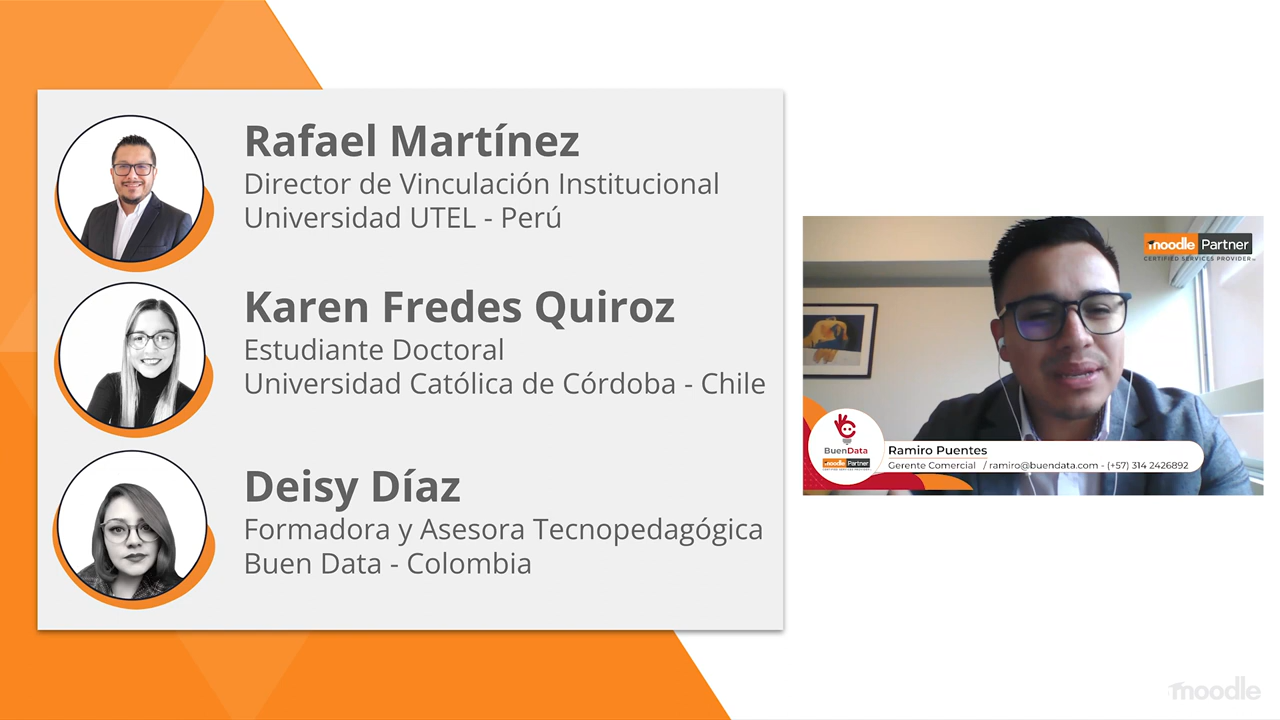 Rafael Martínez
Director de Vinculación Institucional
Universidad UTEL - Perú
Karen Fredes Quiroz
Estudiante Doctoral
Universidad Católica de Córdoba - Chile
Deisy Díaz
Formadora y Asesora Tecnopedagógica
Buen Data - Colombia
moodle Partner
CERTIFIED SERVICES PROVIDER
BuenData
moodle Partner
Ramiro Puentes
Gerente Comercial / ramiro@buendata.com - (+57) 314 2426892
moodle